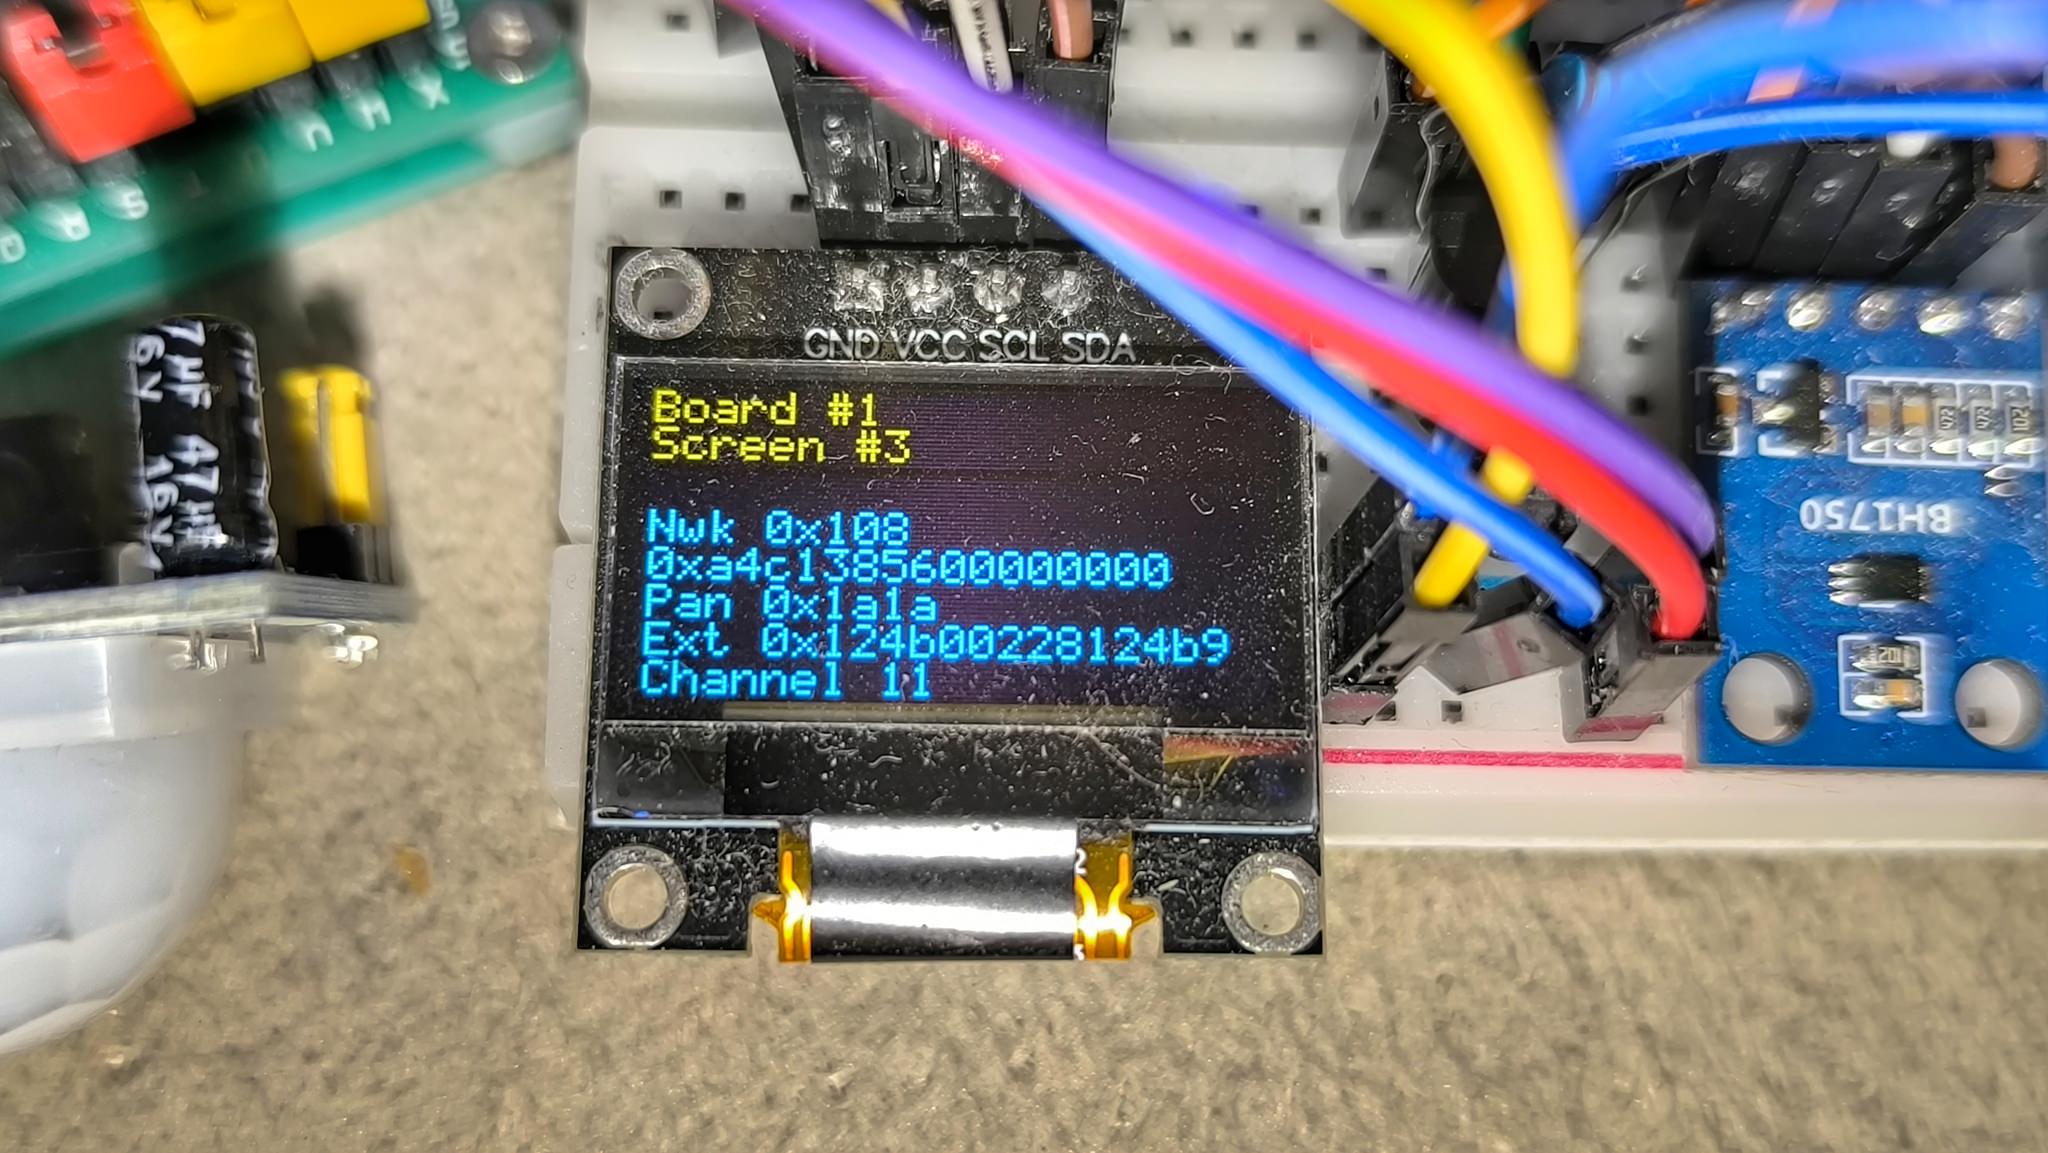 GND VCC SCL SDA
Board #1
Screen #3
Nwk 0x108
0xa4c1385600000000
Pan 0x1a1a
Ext 0x124b00228124b9
Channel 11
BH1750
47µF
16V